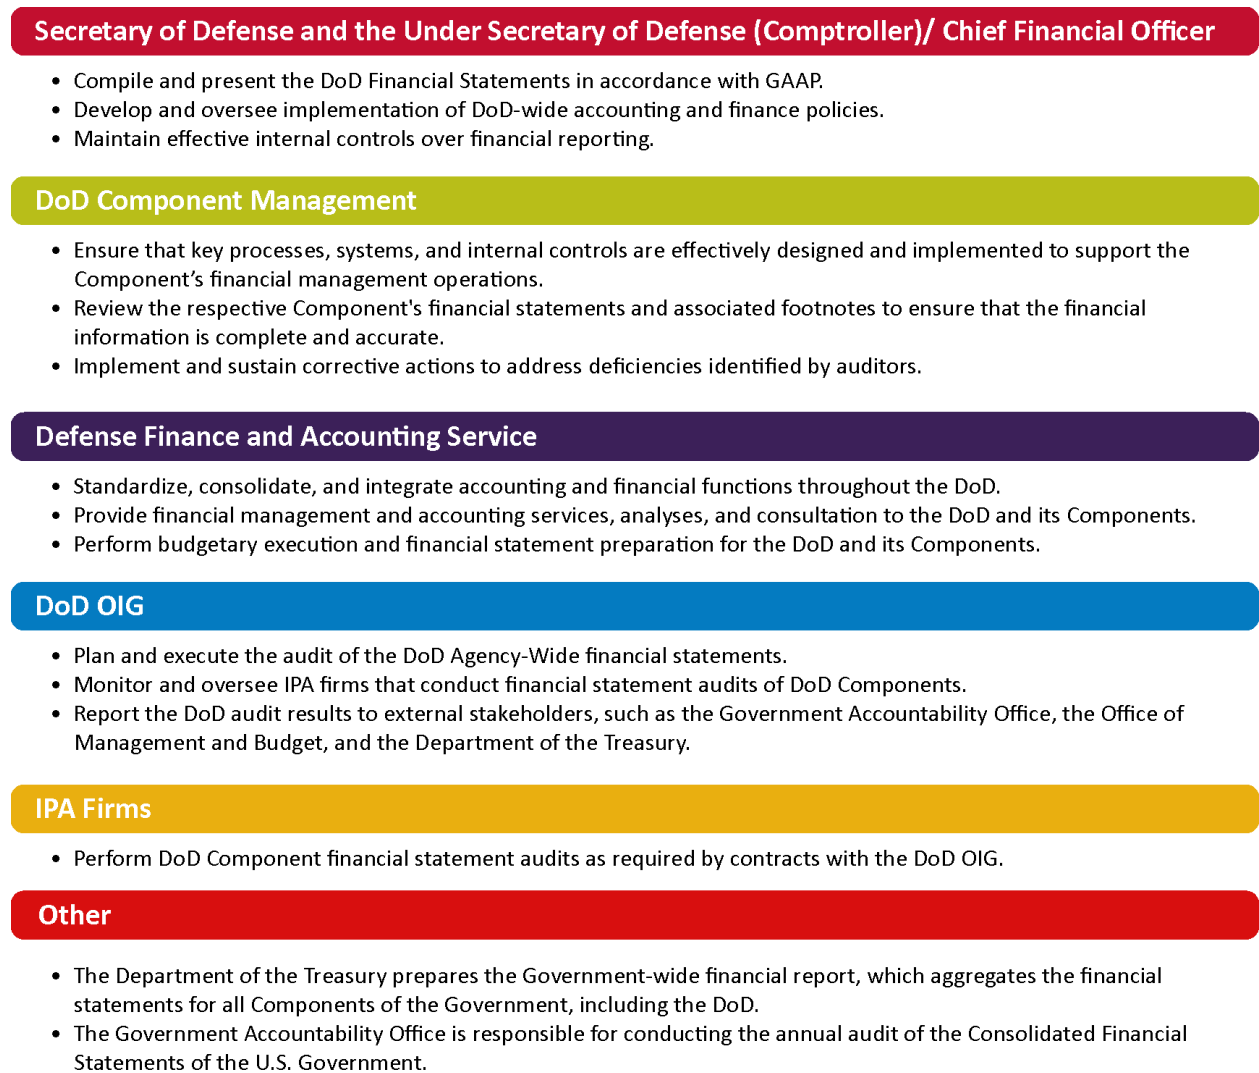 Secretary of Defense and the Under Secretary of Defense (Comptroller)/ Chief Financial Officer
• Compile and present the DoD Financial Statements in accordance with GAAP.
• Develop and oversee implementation of DoD-wide accounting and finance policies.
• Maintain effective internal controls over financial reporting.
DoD Component Management
• Ensure that key processes, systems, and internal controls are effectively designed and implemented to support the
Component’s financial management operations.
• Review the respective Component's financial statements and associated footnotes to ensure that the financial
information is complete and accurate.
• Implement and sustain corrective actions to address deficiencies identified by auditors.
Defense Finance and Accounting Service
• Standardize, consolidate, and integrate accounting and financial functions throughout the DoD.
• Provide financial management and accounting services, analyses, and consultation to the DoD and its Components.
• Perform budgetary execution and financial statement preparation for the DoD and its Components.
DoD OIG
• Plan and execute the audit of the DoD Agency-Wide financial statements.
• Monitor and oversee IPA firms that conduct financial statement audits of DoD Components.
• Report the DoD audit results to external stakeholders, such as the Government Accountability Office, the Office of
Management and Budget, and the Department of the Treasury.
IPA Firms
• Perform DoD Component financial statement audits as required by contracts with the DoD OIG.
Other
• The Department of the Treasury prepares the Government-wide financial report, which aggregates the financial
statements for all Components of the Government, including the DoD.
• The Government Accountability Office is responsible for conducting the annual audit of the Consolidated Financial
Statements of the U.S. Government.